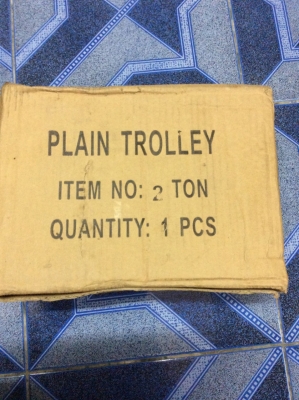 PLAIN TROLLEY
ITEM NO: 2 TON
QUANTITY: 1 PCS